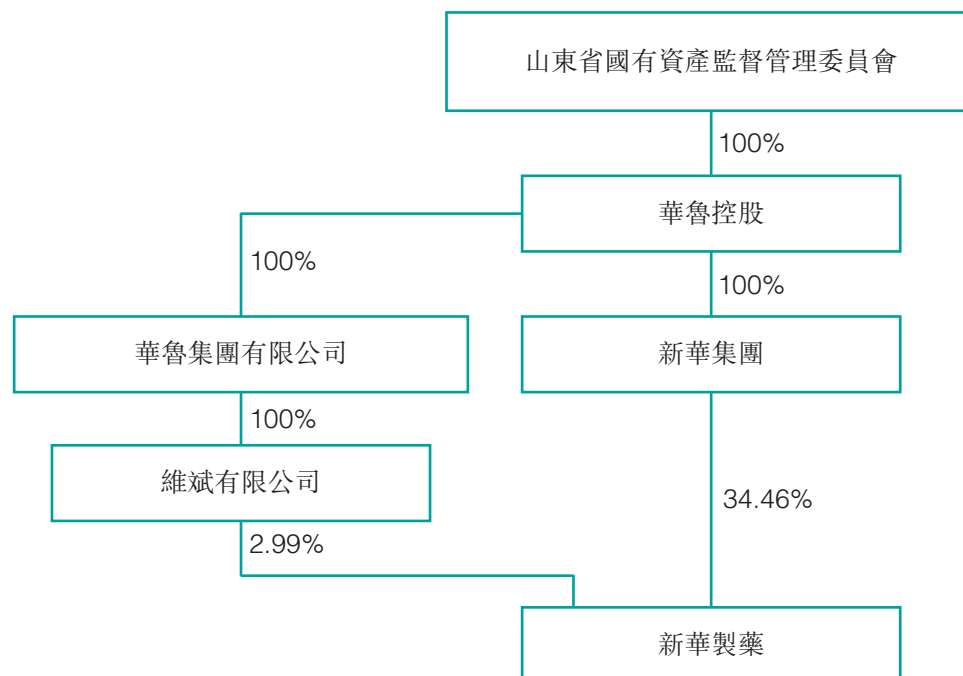 山東省國有資產監督管理委員會
100%
華魯控股
100%
100%
華魯集團有限公司
新華集團
100%
維斌有限公司
34.46%
2.99%
新華製藥